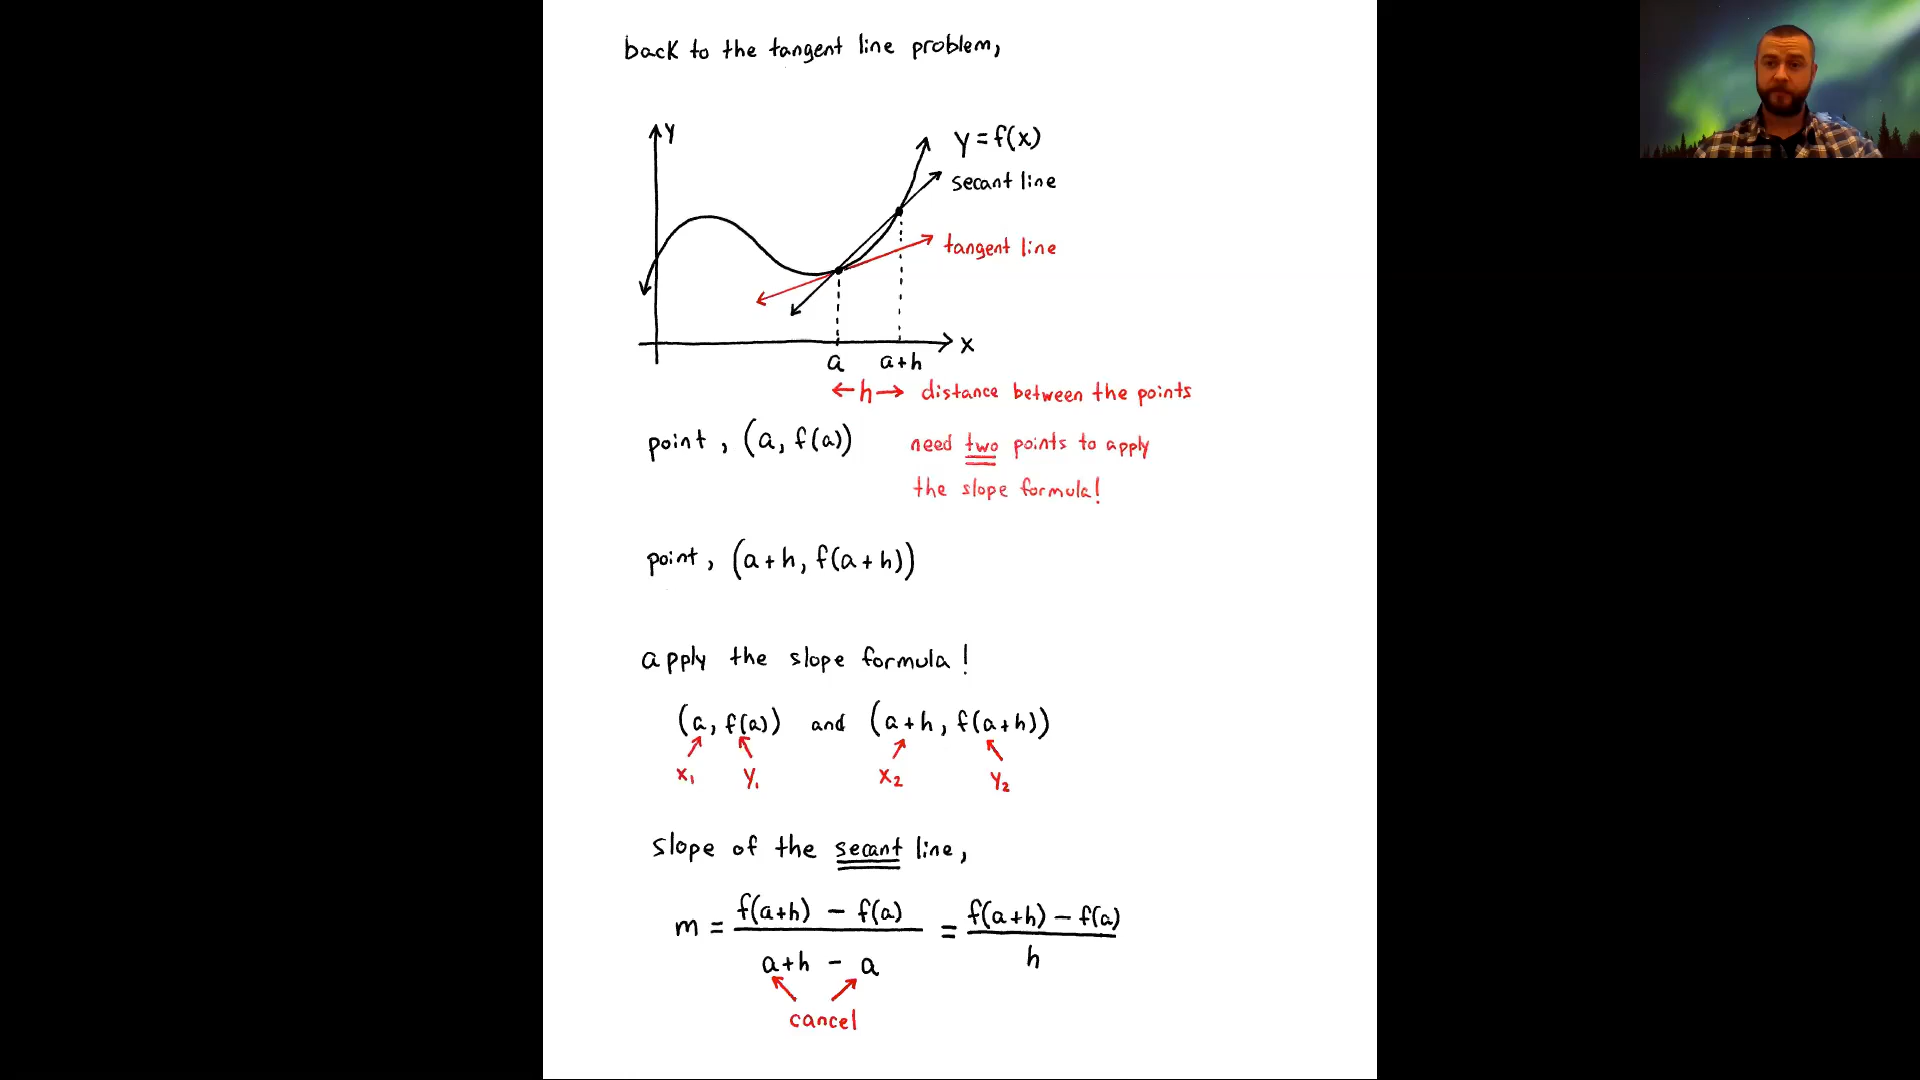 back to the tangent line problem,
y
y = f(x)
secant line
tangent line
x
a a+h
←h→ distance between the points
point, (a, f(a)) need two points to apply
the slope formula!
point, (a+h, f(a+h))
apply the slope formula!
(a, f(a)) and (a+h, f(a+h))
x₁ y₁ x₂ y₂
slope of the secant line,
m = f(a+h) - f(a) / a+h - a = f(a+h) - f(a) / h
cancel